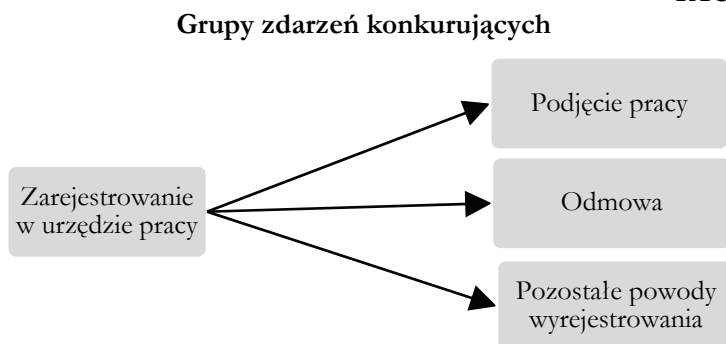 Grupy zdarzeń konkurujących
Podjęcie pracy
Zarejestrowanie
w urzędzie pracy
Odmowa
Pozostałe powody
wyrejestrowania